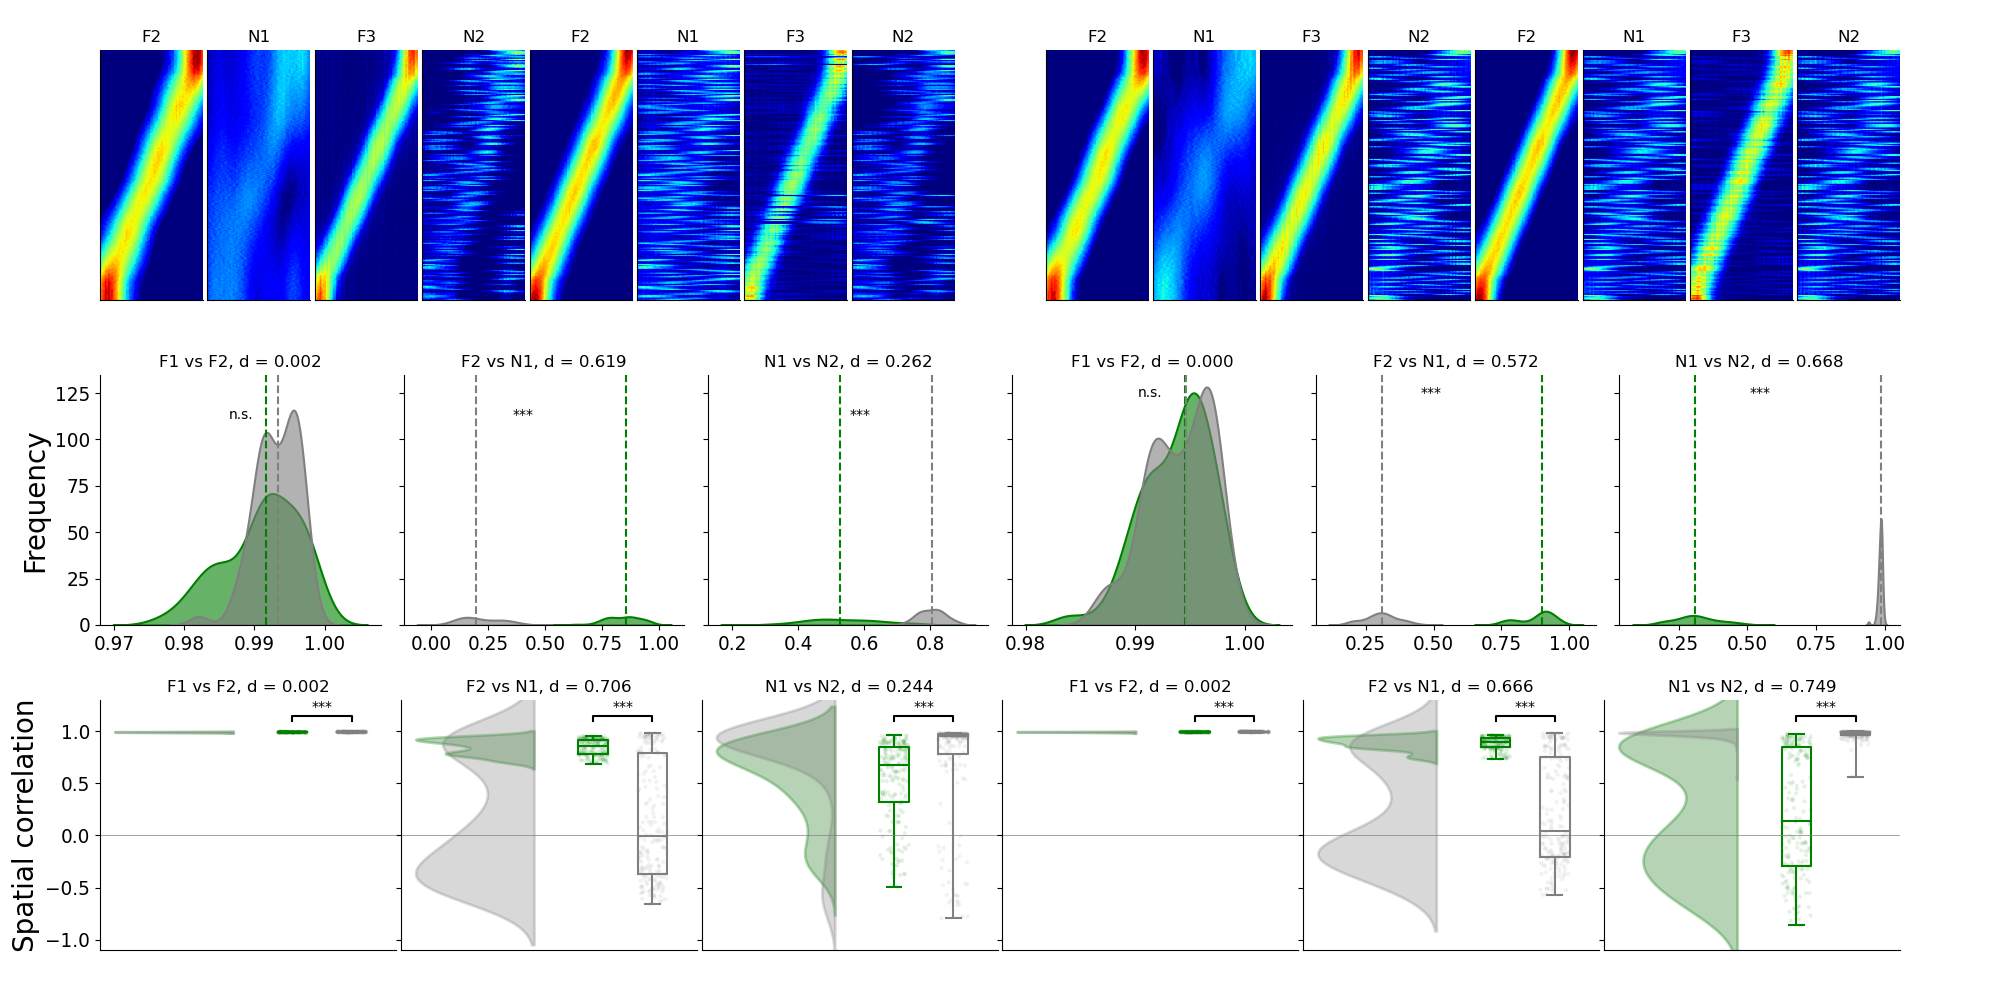 F2 N1 F3 N2 F2 N1 F3 N2 F2 N1 F3 N2 F2 N1 F3 N2
F1 vs F2, d = 0.002
F2 vs N1, d = 0.619
N1 vs N2, d = 0.262
F1 vs F2, d = 0.000
F2 vs N1, d = 0.572
N1 vs N2, d = 0.668
n.s. *** *** n.s. *** ***
Frequency
125
100
75
50
25
0
0.97 0.98 0.99 1.00
0.00 0.25 0.50 0.75 1.00
0.2 0.4 0.6 0.8
0.98 0.99 1.00
0.25 0.50 0.75 1.00
0.25 0.50 0.75 1.00
F1 vs F2, d = 0.002
F2 vs N1, d = 0.706
N1 vs N2, d = 0.244
F1 vs F2, d = 0.002
F2 vs N1, d = 0.666
N1 vs N2, d = 0.749
*** *** *** *** *** ***
Spatial correlation
1.0
0.5
0.0
−0.5
−1.0